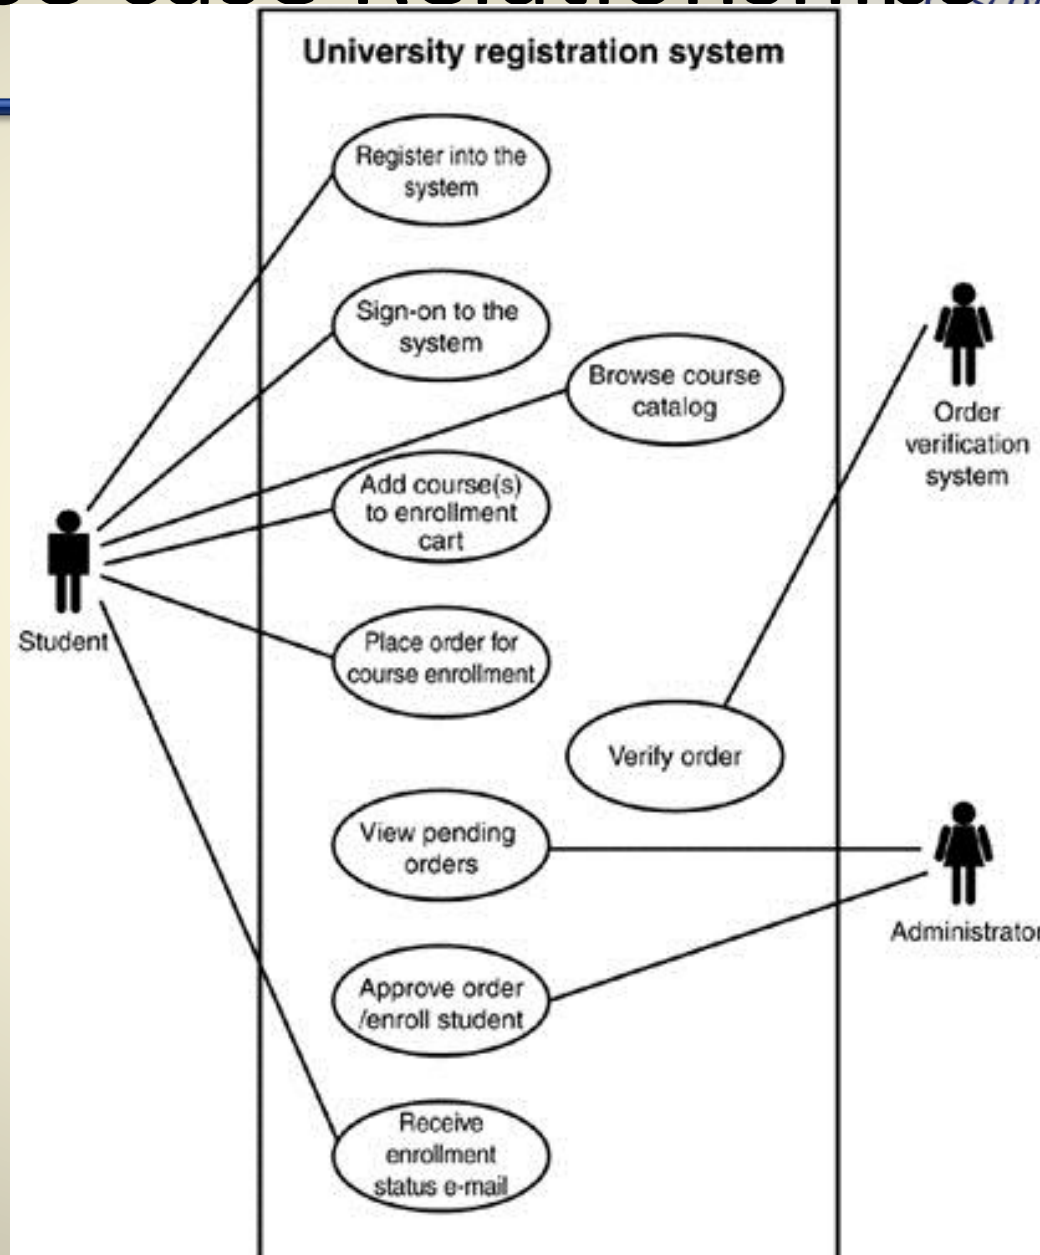 University registration system
Register into the
system
Sign-on to the
system
Browse course
catalog
Add course(s)
to enrollment
cart
Place order for
course enrollment
Verify order
View pending
orders
Approve order
/enroll student
Receive
enrollment
status e-mail
Student
Order
verification
system
Administrator